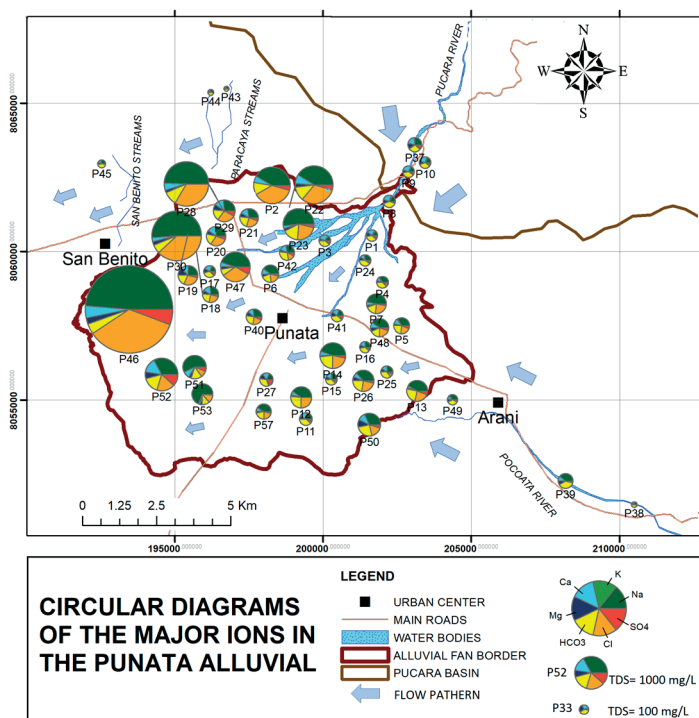 N
W E
S
PUCARA RIVER
PARACAYA STREAMS
SAN BENITO STREAMS
POCOATA RIVER
8065000
8060000
8055000
P44 P43
P45
P37
P10
P9
P8
P28
P2
P22
P29
P21
P23
P20
P30
P42
P3
P1
P24
San Benito
P19
P17
P18
P47
P6
P4
P7
P46
P40
Punata
P41
P48
P5
P16
P14
P52
P51
P53
P27
P15
P26
P25
P13
P49
Arani
P57
P12
P11
P50
P39
P38
0 1.25 2.5 5 Km
195000 200000 205000 210000
CIRCULAR DIAGRAMS
OF THE MAJOR IONS IN
THE PUNATA ALLUVIAL
LEGEND
URBAN CENTER
MAIN ROADS
WATER BODIES
ALLUVIAL FAN BORDER
PUCARA BASIN
FLOW PATHERN
K
Ca
Na
Mg
SO4
HCO3
Cl
P52
TDS= 1000 mg/L
P33
TDS= 100 mg/L